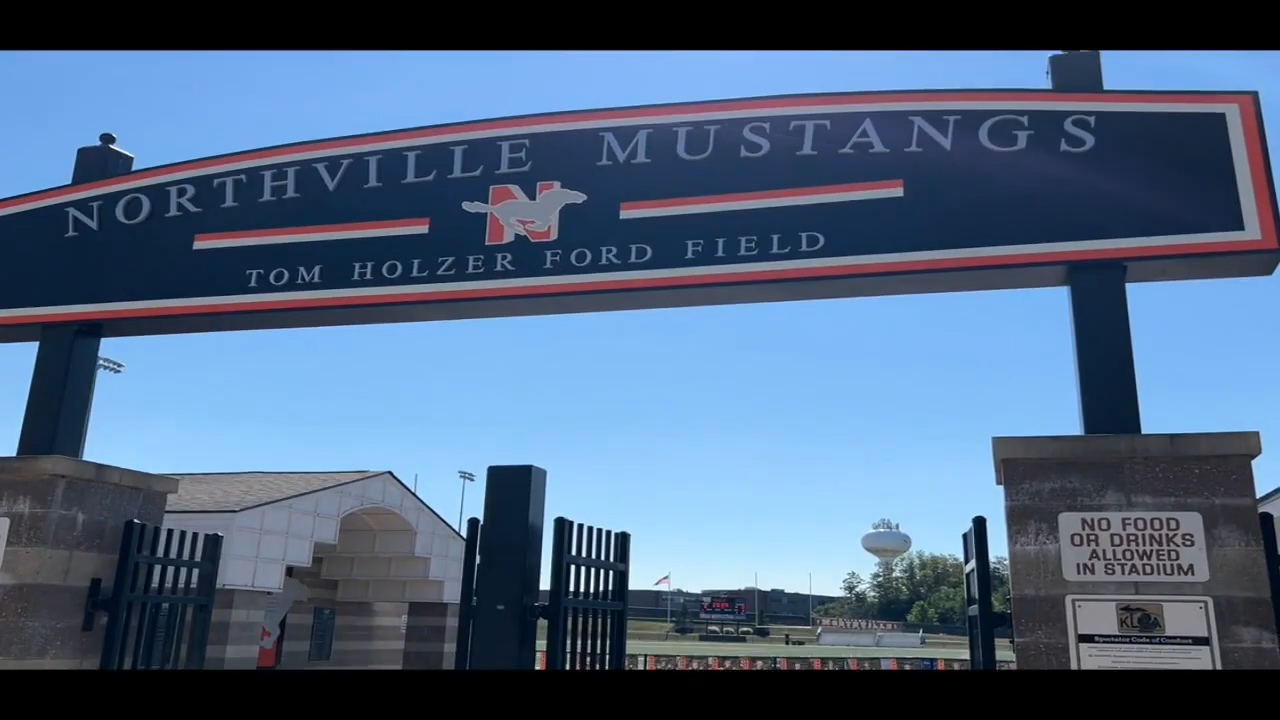 NORTHVILLE MUSTANGS
N
TOM HOLZER FORD FIELD
NO FOOD
OR DRINKS
ALLOWED
IN STADIUM
KLAA
Spectator Code of Conduct